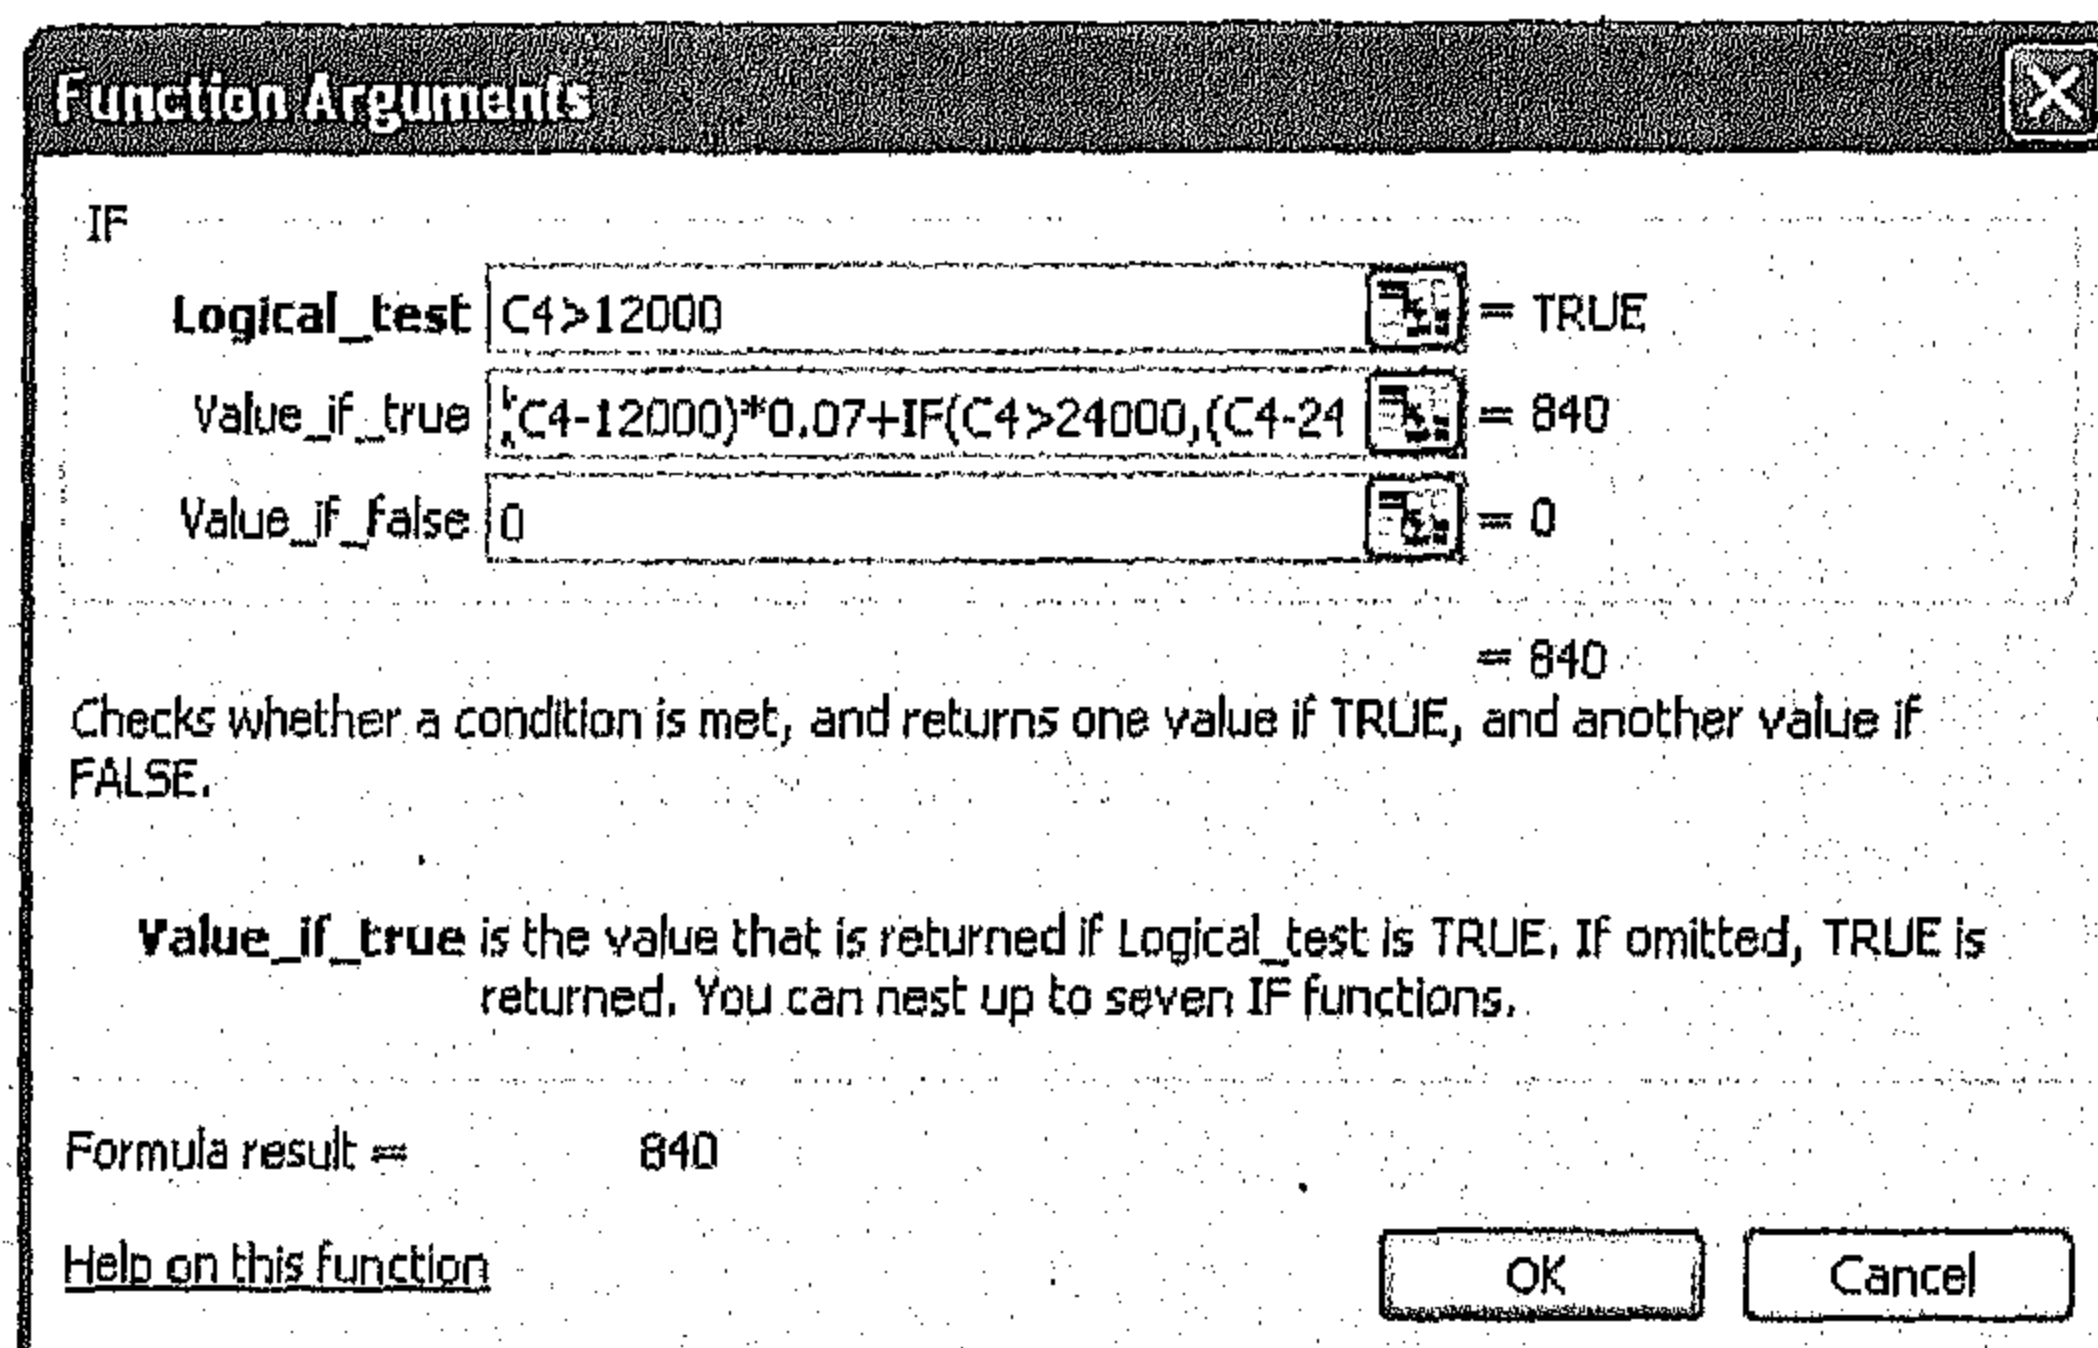 Function Arguments
IF
Logical_test C4>12000 = TRUE
Value_if_true (C4-12000)*0.07+IF(C4>24000,(C4-24 = 840
Value_if_false 0 = 0
= 840
Checks whether a condition is met, and returns one value if TRUE, and another value if
FALSE.
Value_if_true is the value that is returned if Logical_test is TRUE. If omitted, TRUE is
returned. You can nest up to seven IF functions.
Formula result = 840
Help on this function
OK Cancel